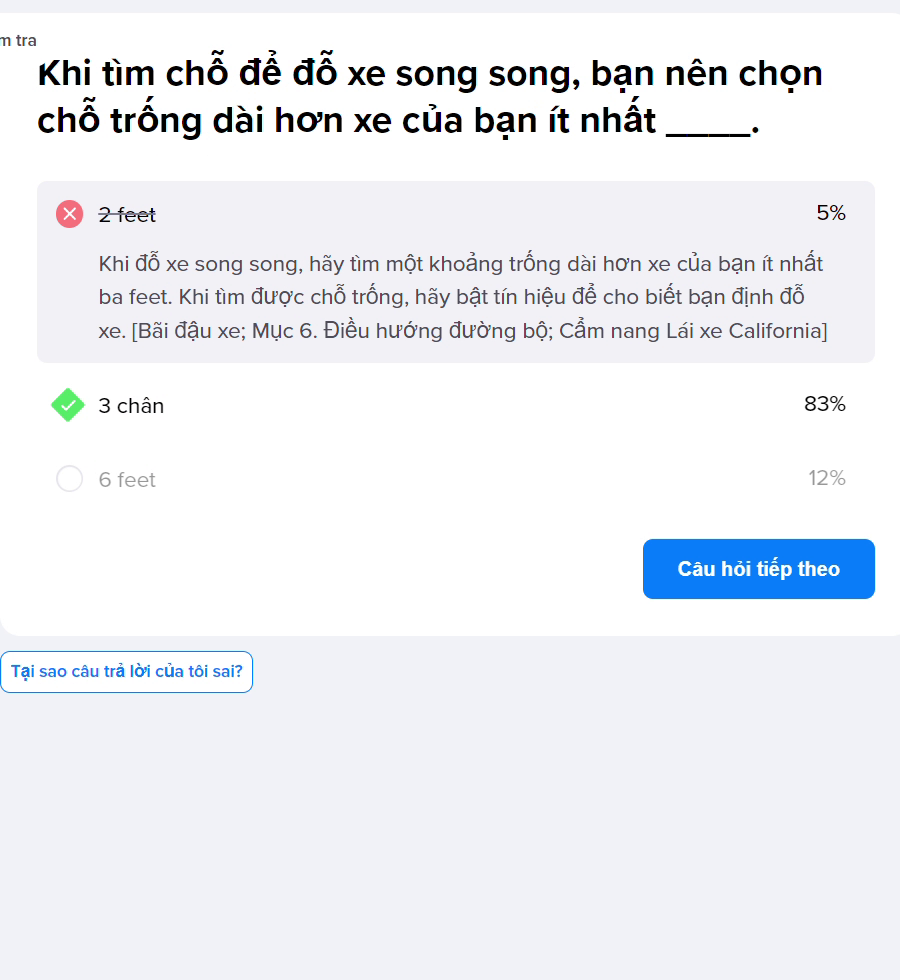 m tra
Khi tìm chỗ để đỗ xe song song, bạn nên chọn
chỗ trống dài hơn xe của bạn ít nhất ____.
2 feet
5%
Khi đỗ xe song song, hãy tìm một khoảng trống dài hơn xe của bạn ít nhất
ba feet. Khi tìm được chỗ trống, hãy bật tín hiệu để cho biết bạn định đỗ
xe. [Bãi đậu xe; Mục 6. Điều hướng đường bộ; Cẩm nang Lái xe California]
3 chân
83%
6 feet
12%
Câu hỏi tiếp theo
Tại sao câu trả lời của tôi sai?